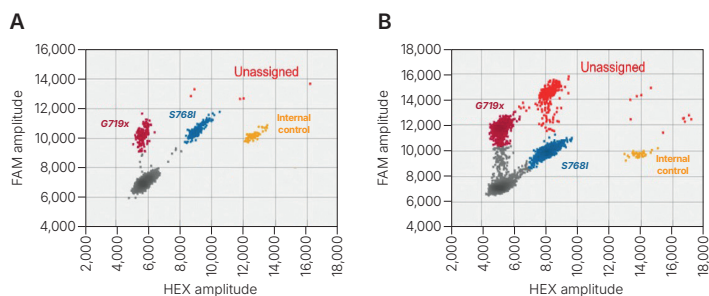 A
16,000
14,000
12,000
10,000
8,000
6,000
4,000
FAM amplitude
Unassigned
G719x
S768I
Internal
control
2,000
4,000
6,000
8,000
10,000
12,000
14,000
16,000
18,000
HEX amplitude
B
18,000
16,000
14,000
12,000
10,000
8,000
6,000
4,000
FAM amplitude
Unassigned
G719x
S768I
Internal
control
2,000
4,000
6,000
8,000
10,000
12,000
14,000
16,000
18,000
HEX amplitude